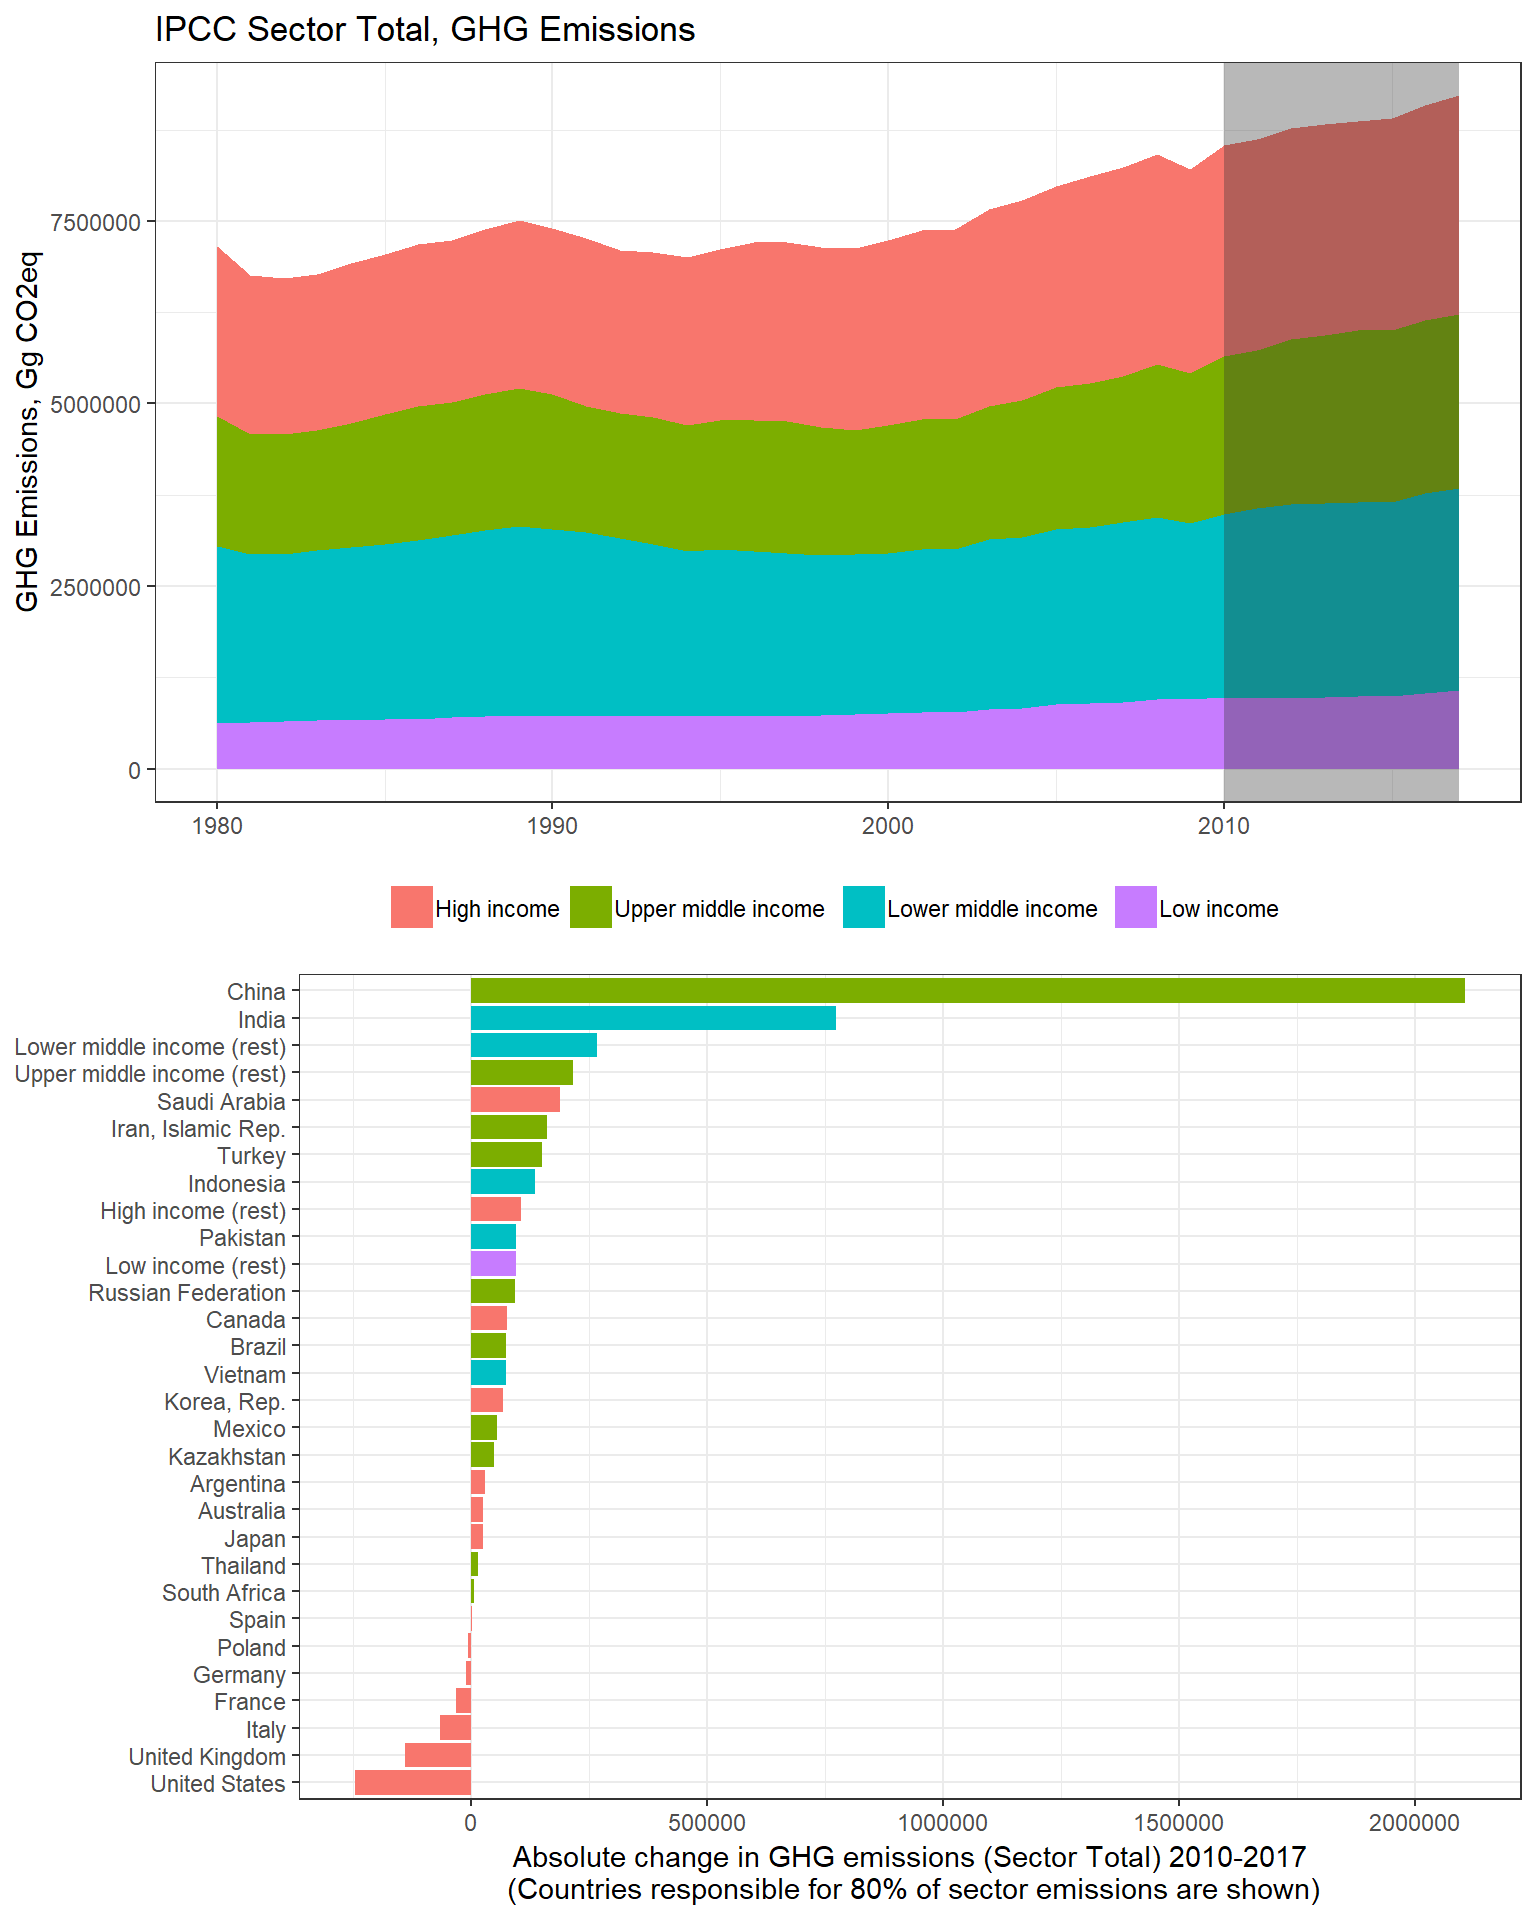 IPCC Sector Total, GHG Emissions
GHG Emissions, Gg CO2eq
7500000
5000000
2500000
0
1980 1990 2000 2010
High income Upper middle income Lower middle income Low income
China
India
Lower middle income (rest)
Upper middle income (rest)
Saudi Arabia
Iran, Islamic Rep.
Turkey
Indonesia
High income (rest)
Pakistan
Low income (rest)
Russian Federation
Canada
Brazil
Vietnam
Korea, Rep.
Mexico
Kazakhstan
Argentina
Australia
Japan
Thailand
South Africa
Spain
Poland
Germany
France
Italy
United Kingdom
United States
0 500000 1000000 1500000 2000000
Absolute change in GHG emissions (Sector Total) 2010-2017
(Countries responsible for 80% of sector emissions are shown)